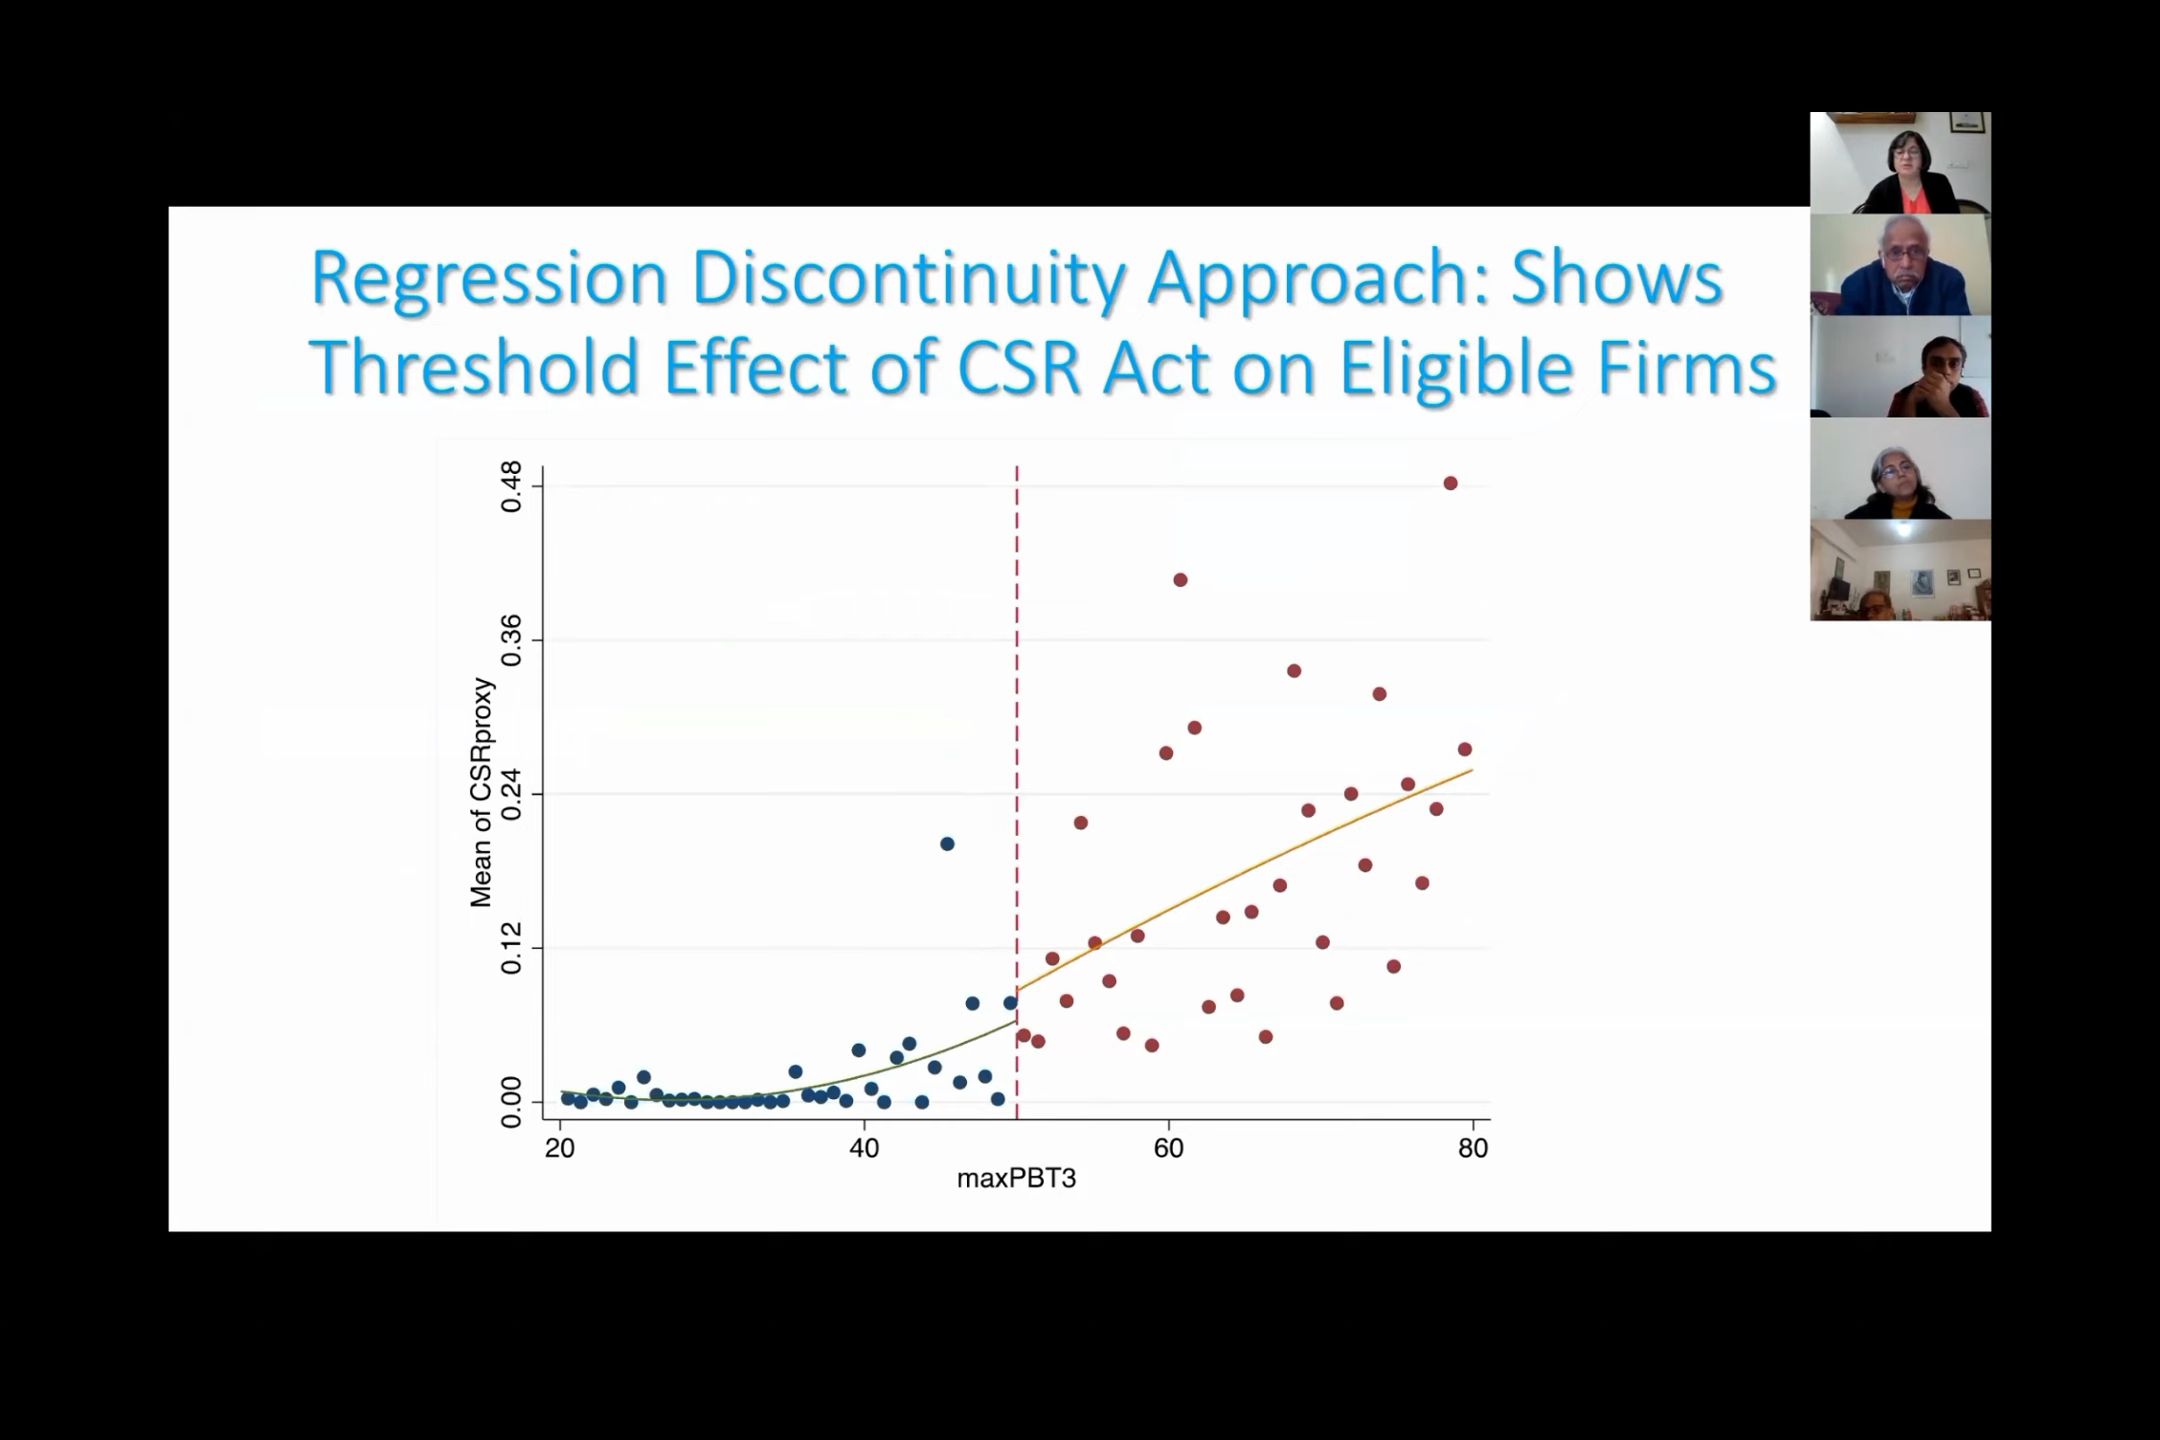 Regression Discontinuity Approach: Shows
Threshold Effect of CSR Act on Eligible Firms
0.48
0.36
0.24
0.12
0.00
Mean of CSRproxy
20 40 60 80
maxPBT3